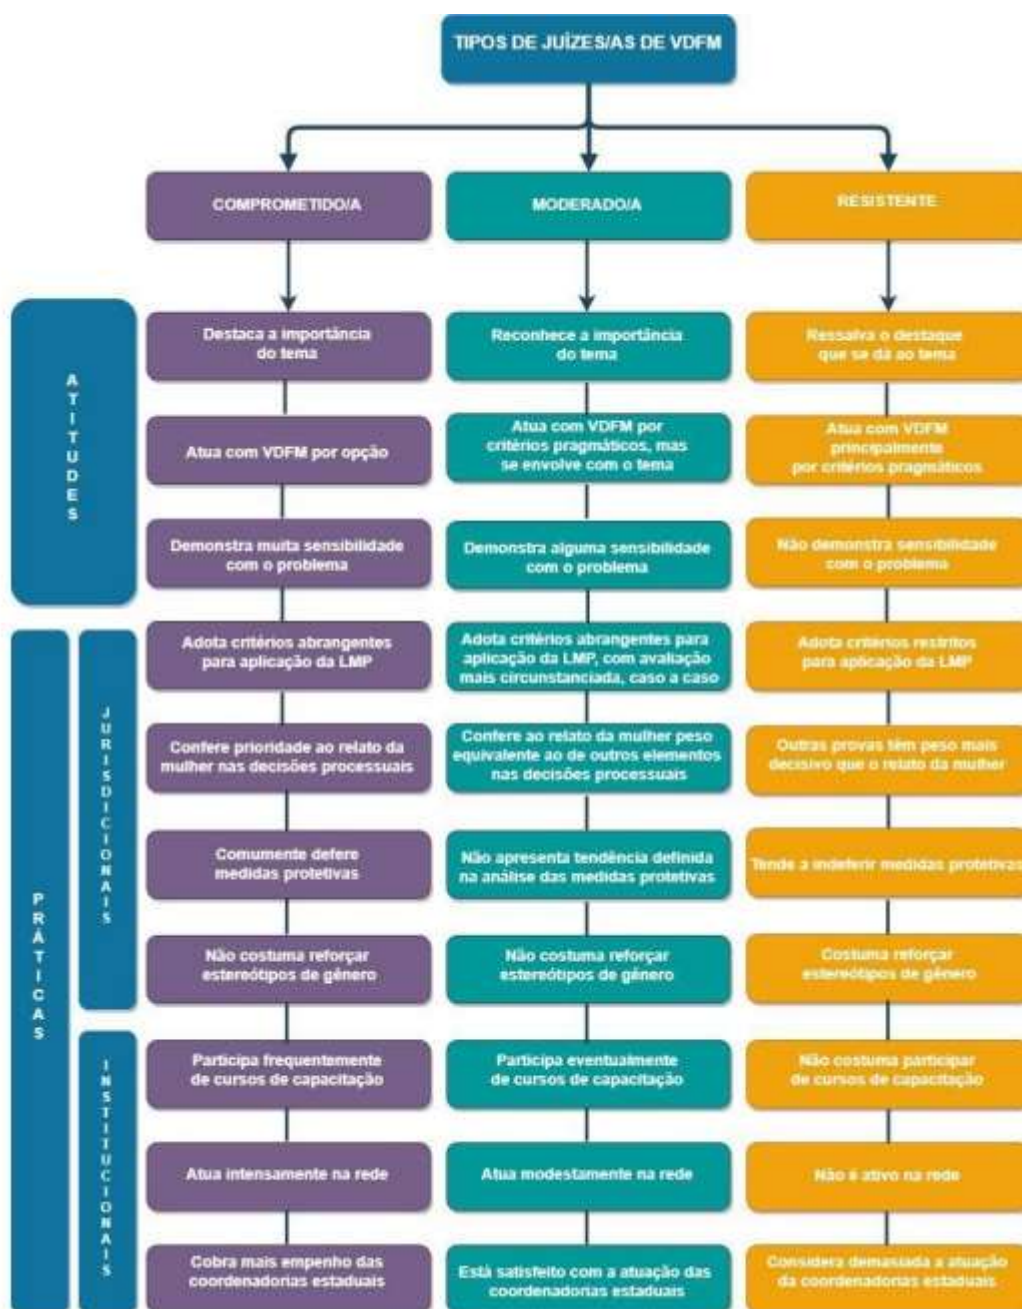 TIPOS DE JUÍZES/AS DE VDFM
COMPROMETIDO/A
MODERADO/A
RESISTENTE
ATITUDES
Destaca a importância
do tema
Reconhece a importância
do tema
Ressalva o destaque
que se dá ao tema
Atua com VDFM por opção
Atua com VDFM por
critérios pragmáticos, mas
se envolve com o tema
Atua com VDFM
principalmente
por critérios pragmáticos
Demonstra muita sensibilidade
com o problema
Demonstra alguma sensibilidade
com o problema
Não demonstra sensibilidade
com o problema
PRÁTICAS
JURISDICIONAIS
Adota critérios abrangentes
para aplicação da LMP
Adota critérios abrangentes para
aplicação da LMP, com avaliação
mais circunstanciada, caso a caso
Adota critérios restritos
para aplicação da LMP
Confere prioridade ao relato da
mulher nas decisões processuais
Confere ao relato da mulher peso
equivalente ao de outros elementos
nas decisões processuais
Outras provas têm peso mais
decisivo que o relato da mulher
Comumente defere
medidas protetivas
Não apresenta tendência definida
na análise das medidas protetivas
Tende a indeferir medidas protetivas
Não costuma reforçar
estereótipos de gênero
Não costuma reforçar
estereótipos de gênero
Costuma reforçar
estereótipos de gênero
INSTITUCIONAIS
Participa frequentemente
de cursos de capacitação
Participa eventualmente
de cursos de capacitação
Não costuma participar
de cursos de capacitação
Atua intensamente na rede
Atua modestamente na rede
Não é ativo na rede
Cobra mais empenho das
coordenadorias estaduais
Está satisfeito com a atuação das
coordenadorias estaduais
Considera demasiada a atuação
da coordenadorias estaduais